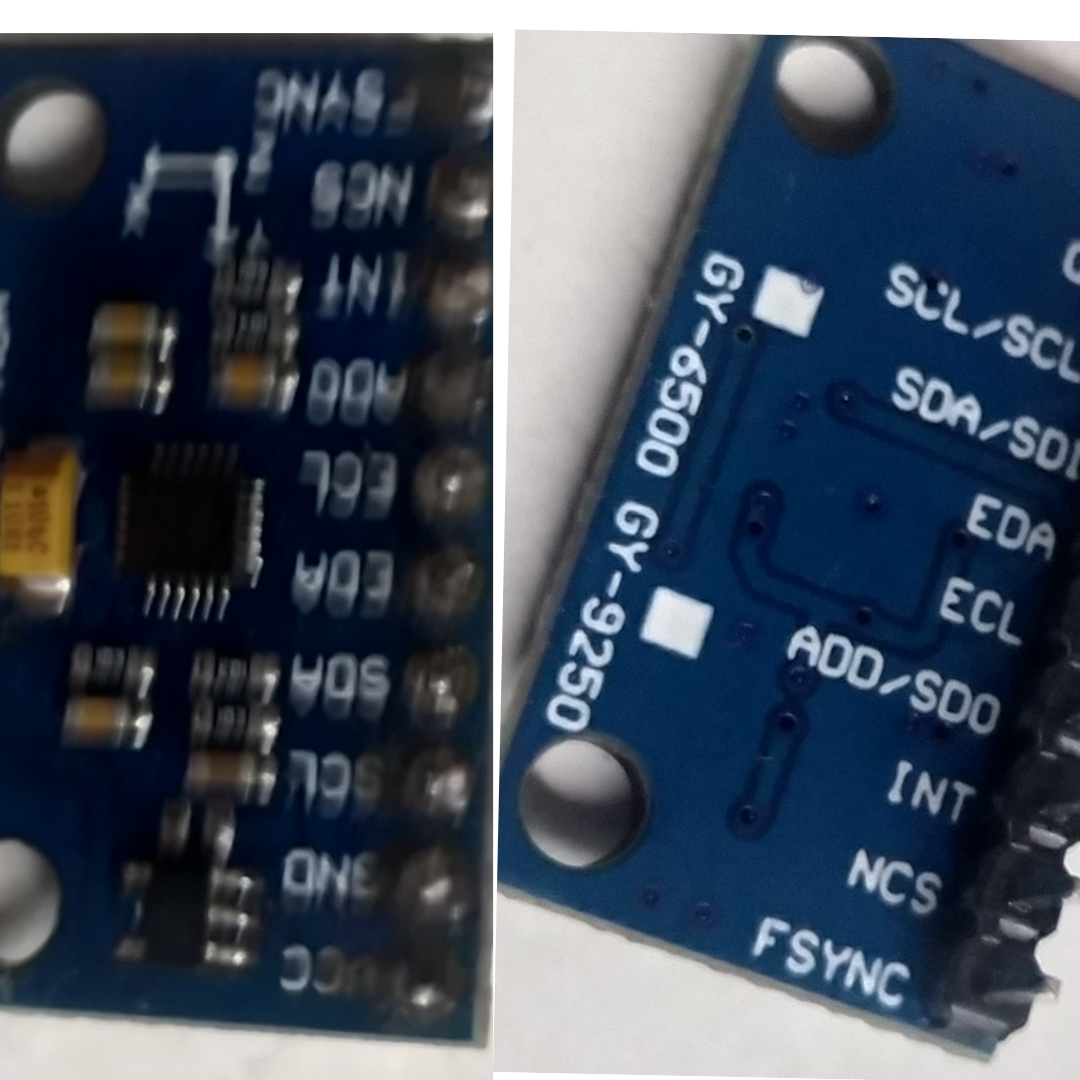 FSYNC
NCS
INT
ADO
ECL
EDA
SDA
SCL
GND
VCC
GY-6500 GY-9250
SCL/SCL
SDA/SDI
EDA
ECL
ADD/SDO
INT
NCS
FSYNC